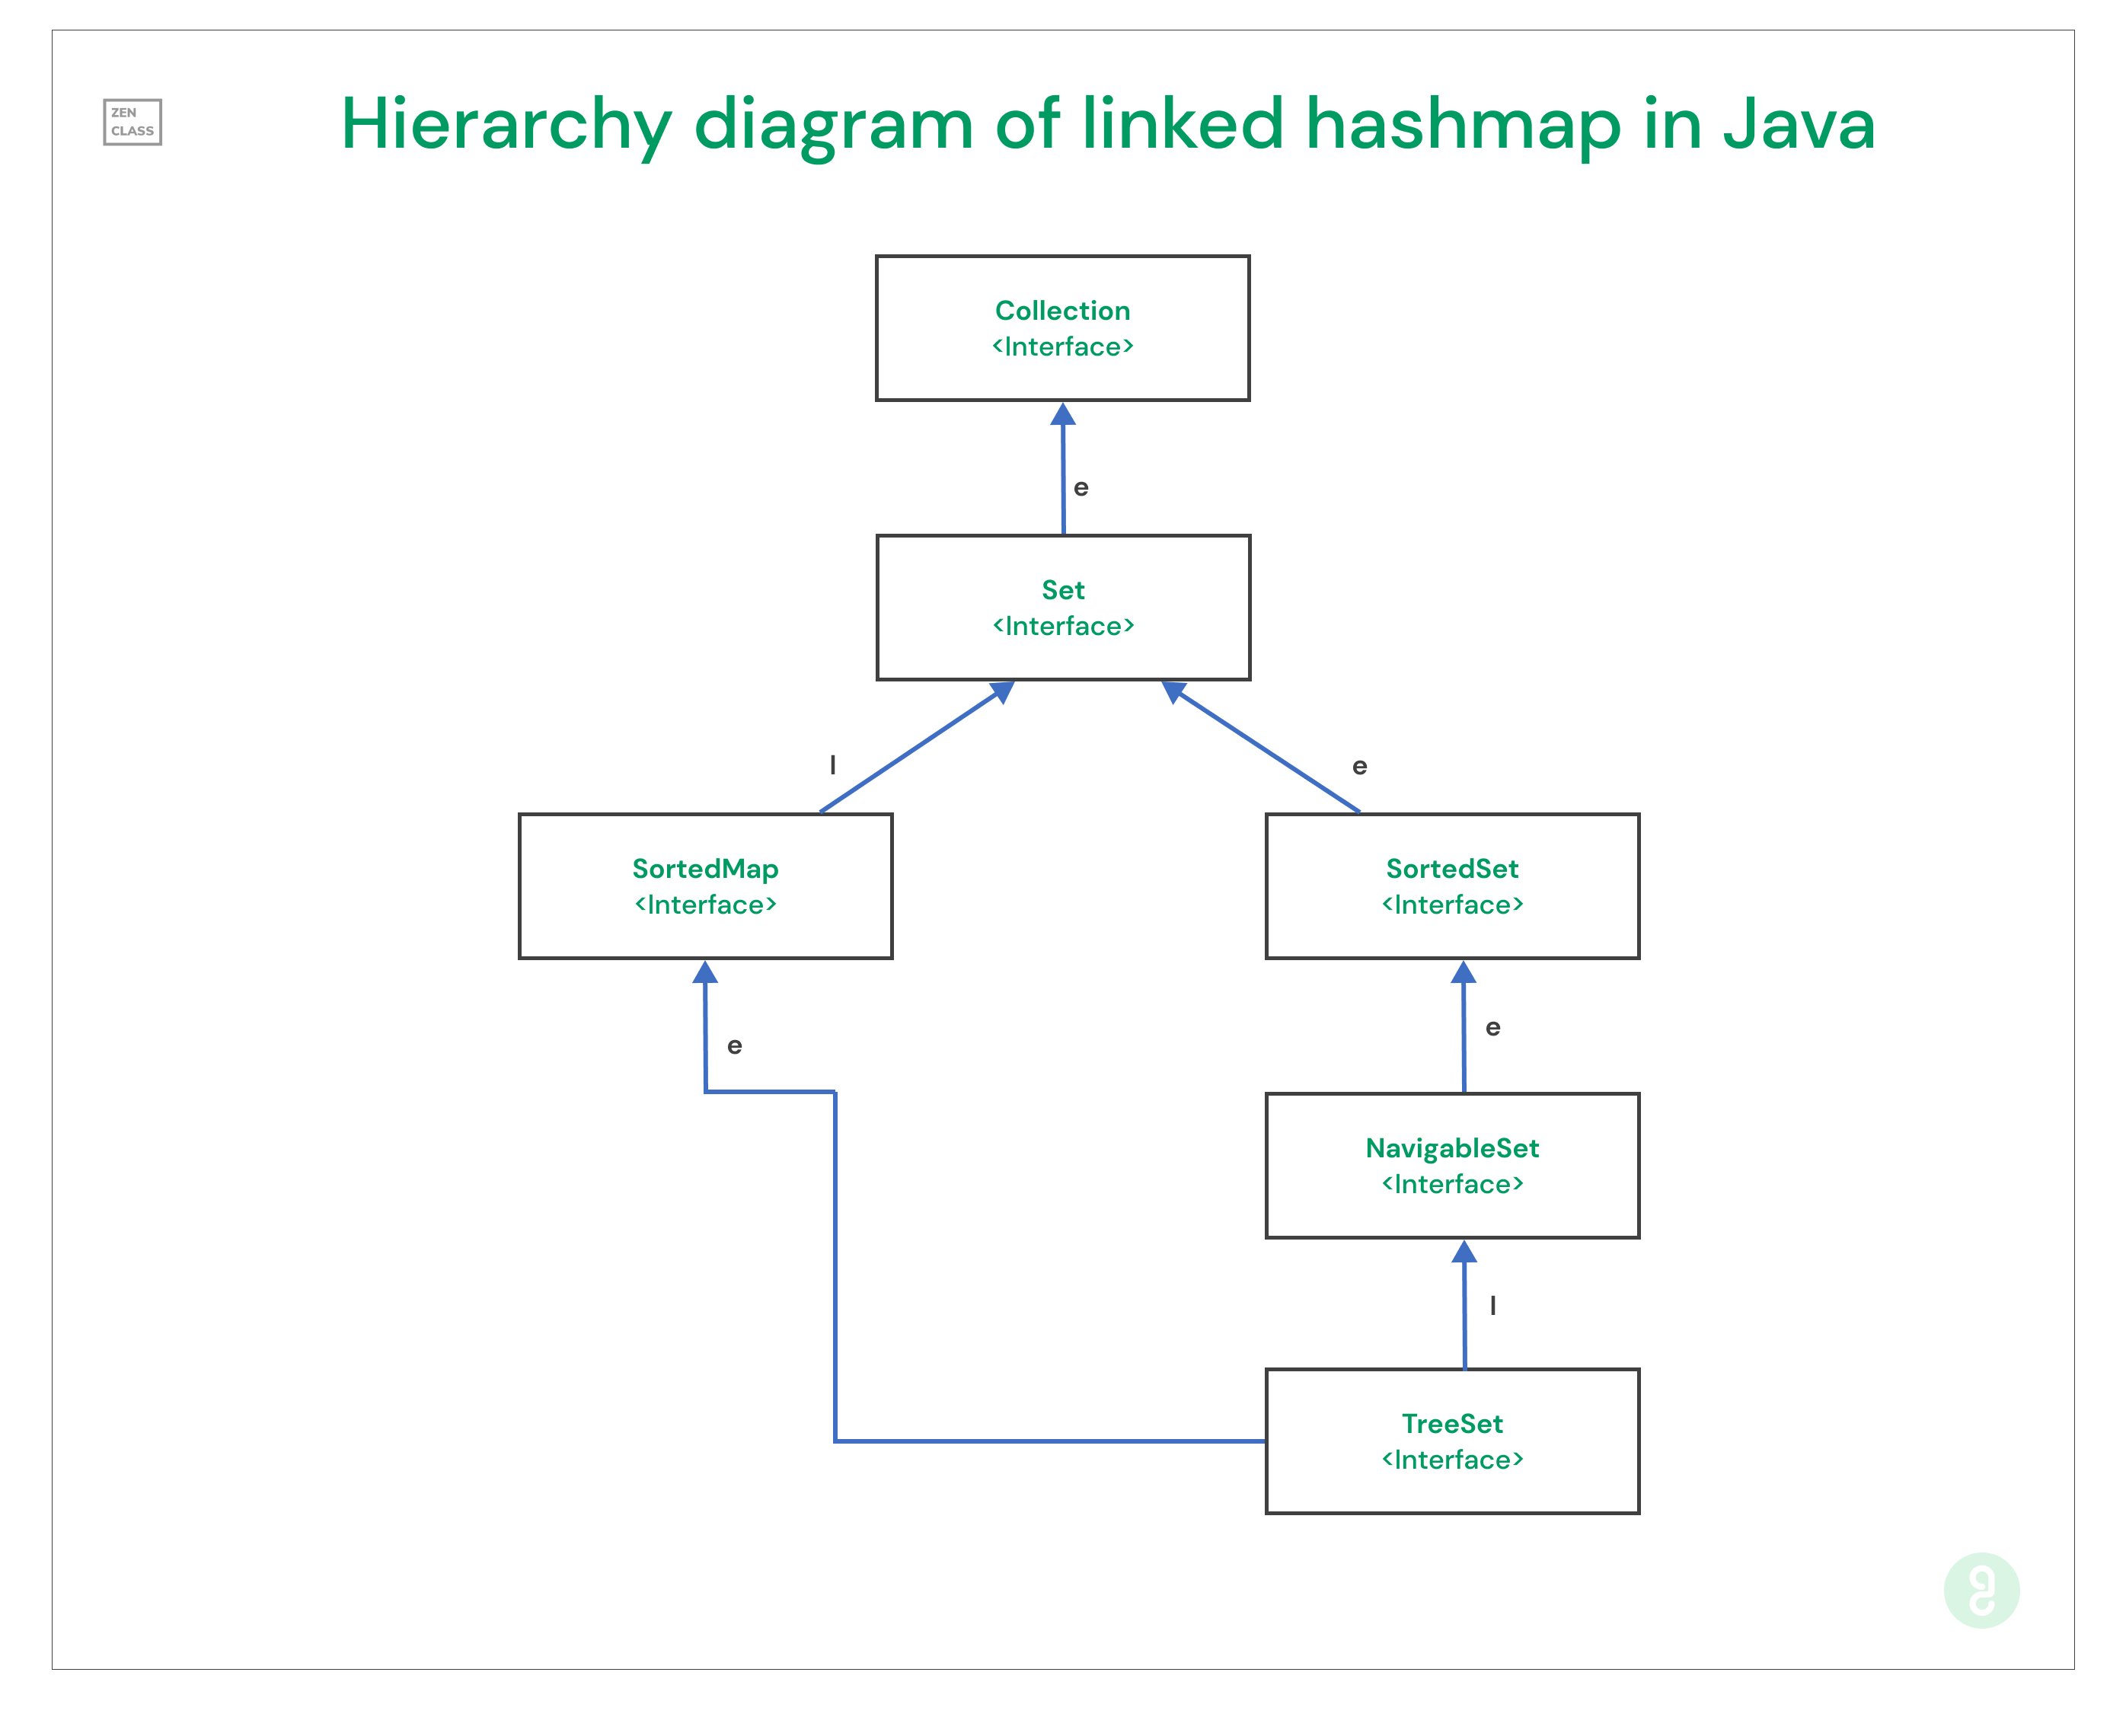 ZEN
CLASS
Hierarchy diagram of linked hashmap in Java
Collection
<Interface>
e
Set
<Interface>
I
e
SortedMap
<Interface>
SortedSet
<Interface>
e
e
NavigableSet
<Interface>
I
TreeSet
<Interface>